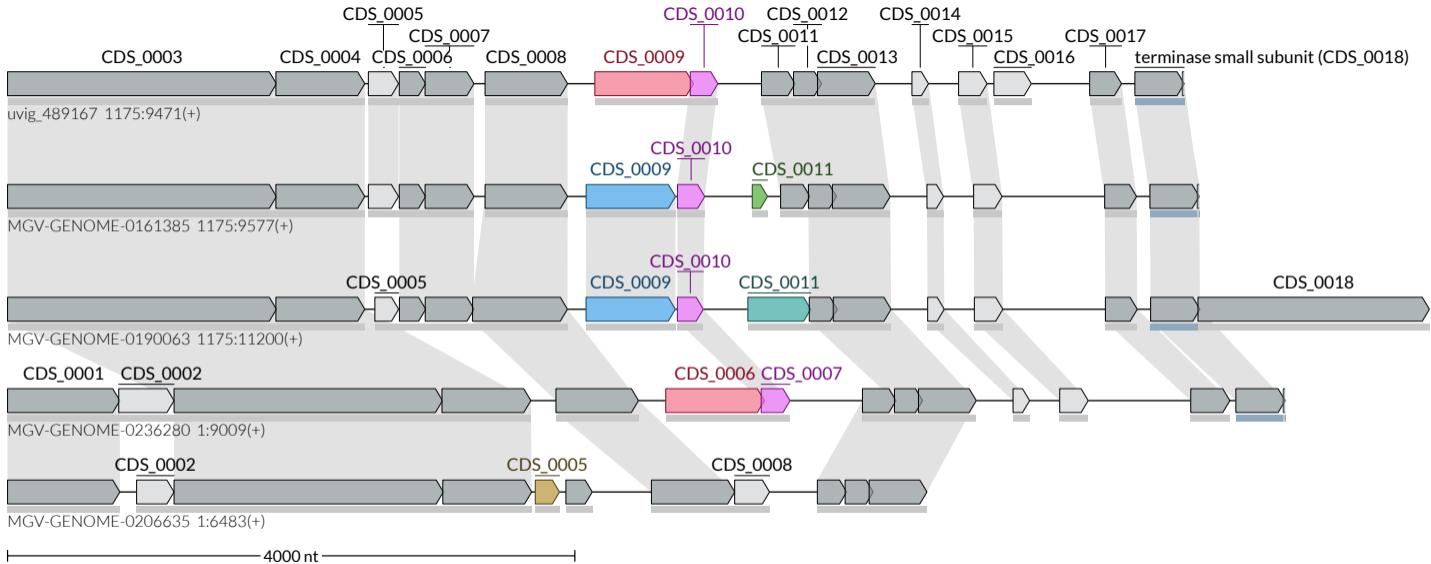 CDS_0005 CDS_0010 CDS_0012 CDS_0014
CDS_0007 CDS_0011 CDS_0015 CDS_0017
CDS_0003 CDS_0004 CDS_0006 CDS_0008 CDS_0009 CDS_0013 CDS_0016 terminase small subunit (CDS_0018)
uvig_489167 1175:9471(+)
CDS_0010
CDS_0009 CDS_0011
MGV-GENOME-0161385 1175:9577(+)
CDS_0010
CDS_0005 CDS_0009 CDS_0011 CDS_0018
MGV-GENOME-0190063 1175:11200(+)
CDS_0001 CDS_0002 CDS_0006 CDS_0007
MGV-GENOME-0236280 1:9009(+)
CDS_0002 CDS_0005 CDS_0008
MGV-GENOME-0206635 1:6483(+)
4000 nt